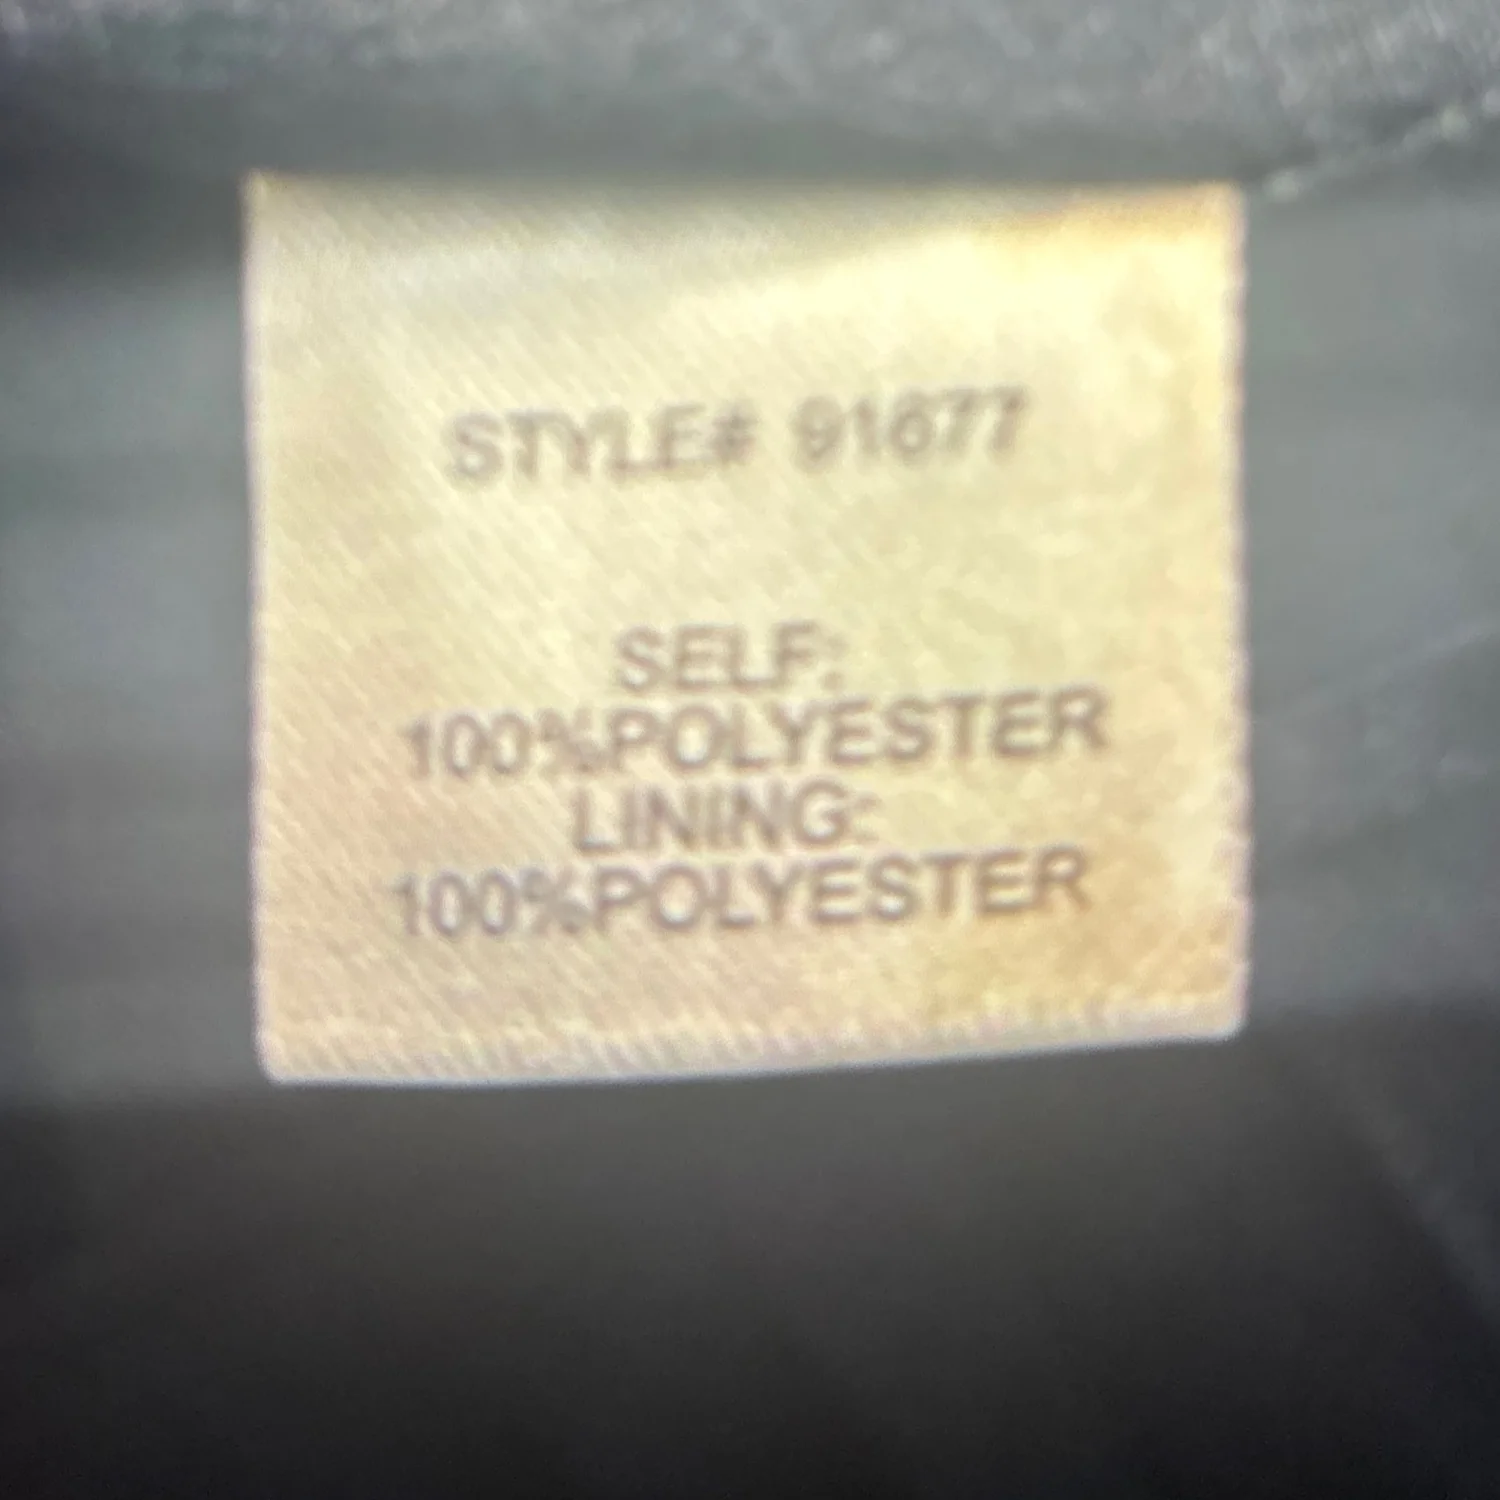 STYLE# 91677
SELF:
100%POLYESTER
LINING:
100%POLYESTER